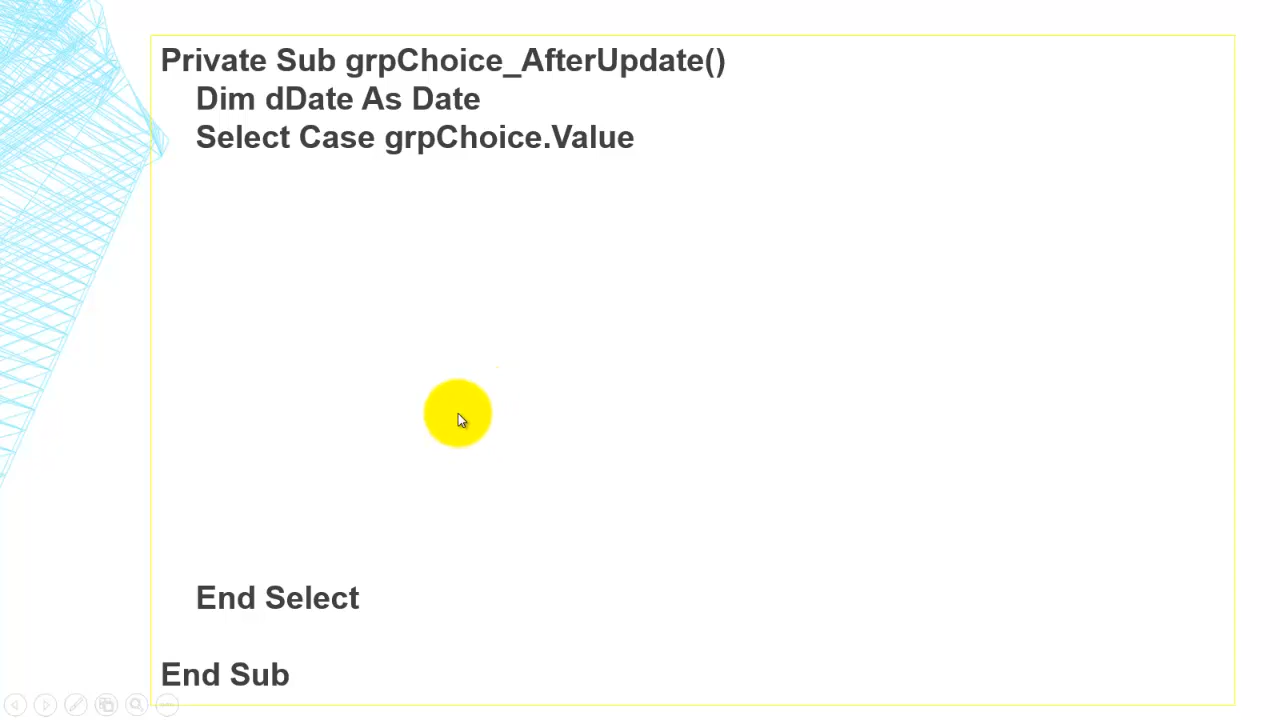 Private Sub grpChoice_AfterUpdate()
Dim dDate As Date
Select Case grpChoice.Value
End Select
End Sub